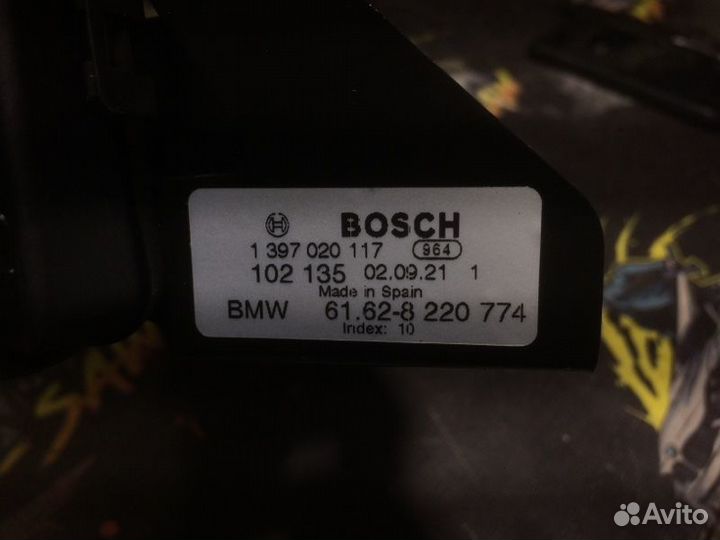 BOSCH
1 397 020 117 964
102 135 02.09.21 1
Made in Spain
BMW 61.62-8 220 774
Index: 10
Avito